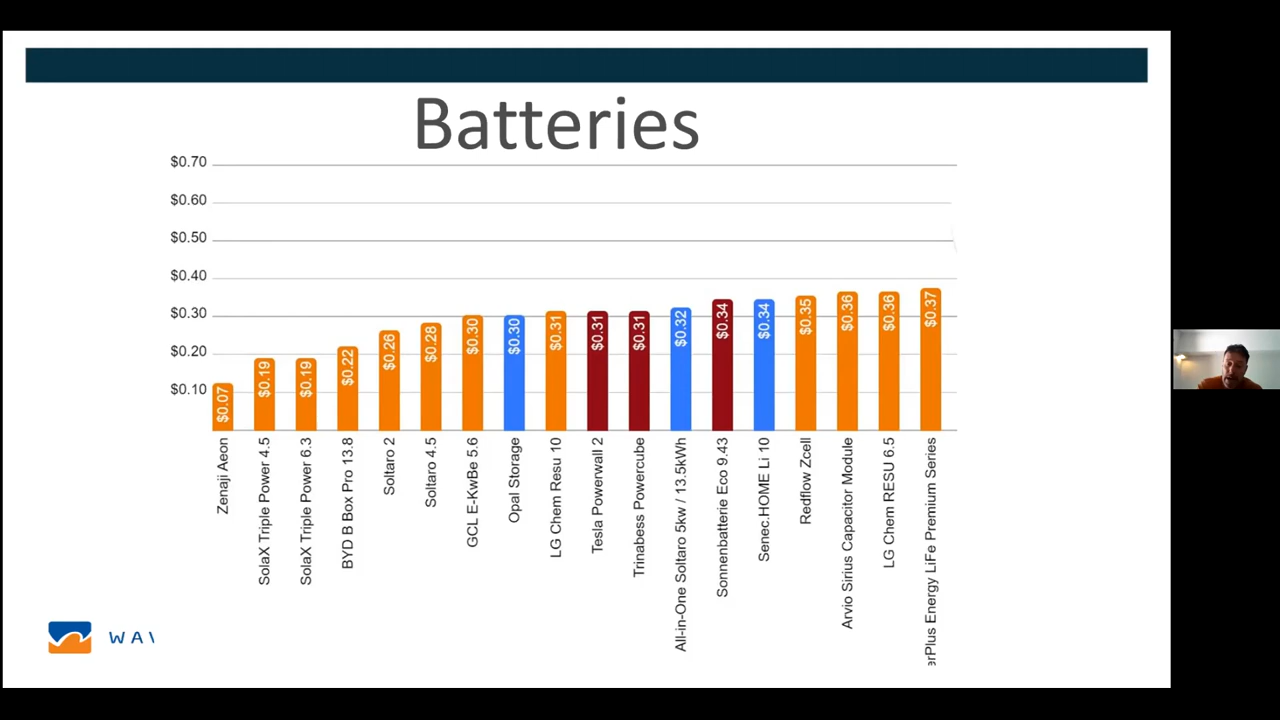 Batteries
$0.70
$0.60
$0.50
$0.40
$0.30
$0.20
$0.10
$0.07
$0.19
$0.19
$0.22
$0.26
$0.28
$0.30
$0.30
$0.31
$0.31
$0.31
$0.32
$0.34
$0.34
$0.35
$0.36
$0.36
$0.37
Zenaji Aeon
SolaX Triple Power 4.5
SolaX Triple Power 6.3
BYD B Box Pro 13.8
Soltaro 2
Soltaro 4.5
GCL E-KwBe 5.6
Opal Storage
LG Chem Resu 10
Tesla Powerwall 2
Trinabess Powercube
All-in-One Soltaro 5kw / 13.5kWh
Sonnenbatterie Eco 9.43
Senec.HOME Li 10
Redflow Zcell
Arvio Sirius Capacitor Module
LG Chem RESU 6.5
erPlus Energy LiFe Premium Series
WA